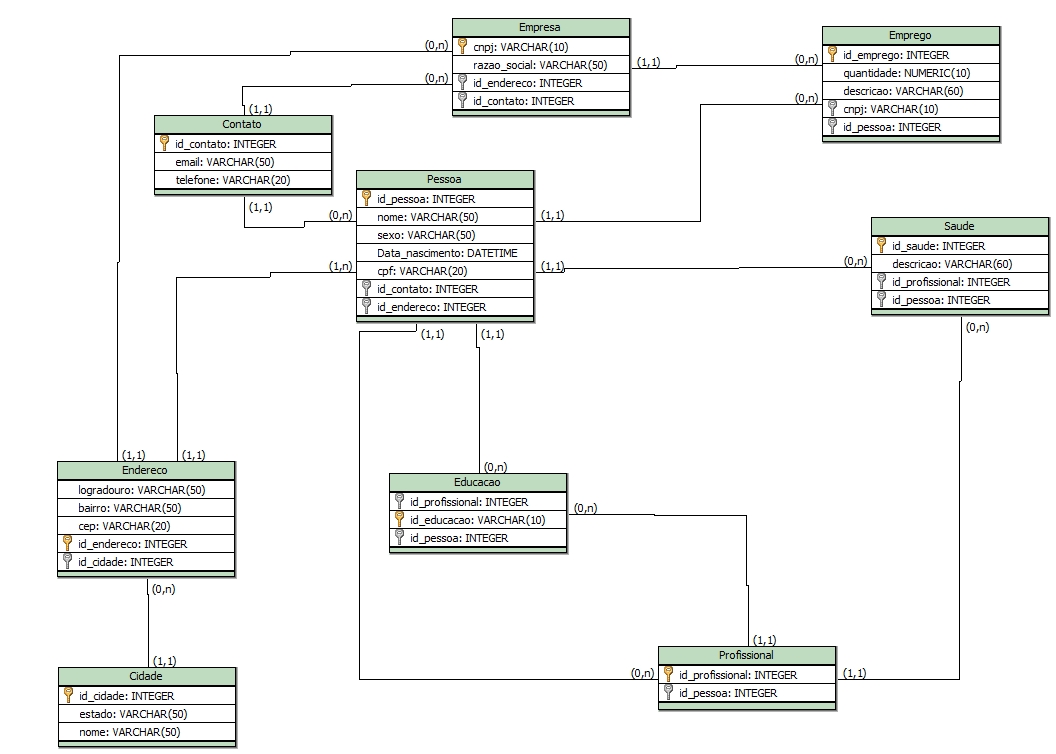 Empresa
cnpj: VARCHAR(10)
razao_social: VARCHAR(50)
id_endereco: INTEGER
id_contato: INTEGER
(0,n)
(0,n)
(1,1)
Emprego
id_emprego: INTEGER
quantidade: NUMERIC(10)
descricao: VARCHAR(60)
cnpj: VARCHAR(10)
id_pessoa: INTEGER
(0,n)
(0,n)
(1,1)
Contato
id_contato: INTEGER
email: VARCHAR(50)
telefone: VARCHAR(20)
(1,1)
Pessoa
id_pessoa: INTEGER
nome: VARCHAR(50)
sexo: VARCHAR(50)
Data_nascimento: DATETIME
cpf: VARCHAR(20)
id_contato: INTEGER
id_endereco: INTEGER
(0,n)
(1,n)
(1,1)
(1,1)
(1,1)
(1,1)
Saude
id_saude: INTEGER
descricao: VARCHAR(60)
id_profissional: INTEGER
id_pessoa: INTEGER
(0,n)
(0,n)
(1,1)
(1,1)
Endereco
logradouro: VARCHAR(50)
bairro: VARCHAR(50)
cep: VARCHAR(20)
id_endereco: INTEGER
id_cidade: INTEGER
(0,n)
(0,n)
Educacao
id_profissional: INTEGER
id_educacao: VARCHAR(10)
id_pessoa: INTEGER
(0,n)
(1,1)
Cidade
id_cidade: INTEGER
estado: VARCHAR(50)
nome: VARCHAR(50)
(1,1)
Profissional
id_profissional: INTEGER
id_pessoa: INTEGER
(0,n)
(1,1)